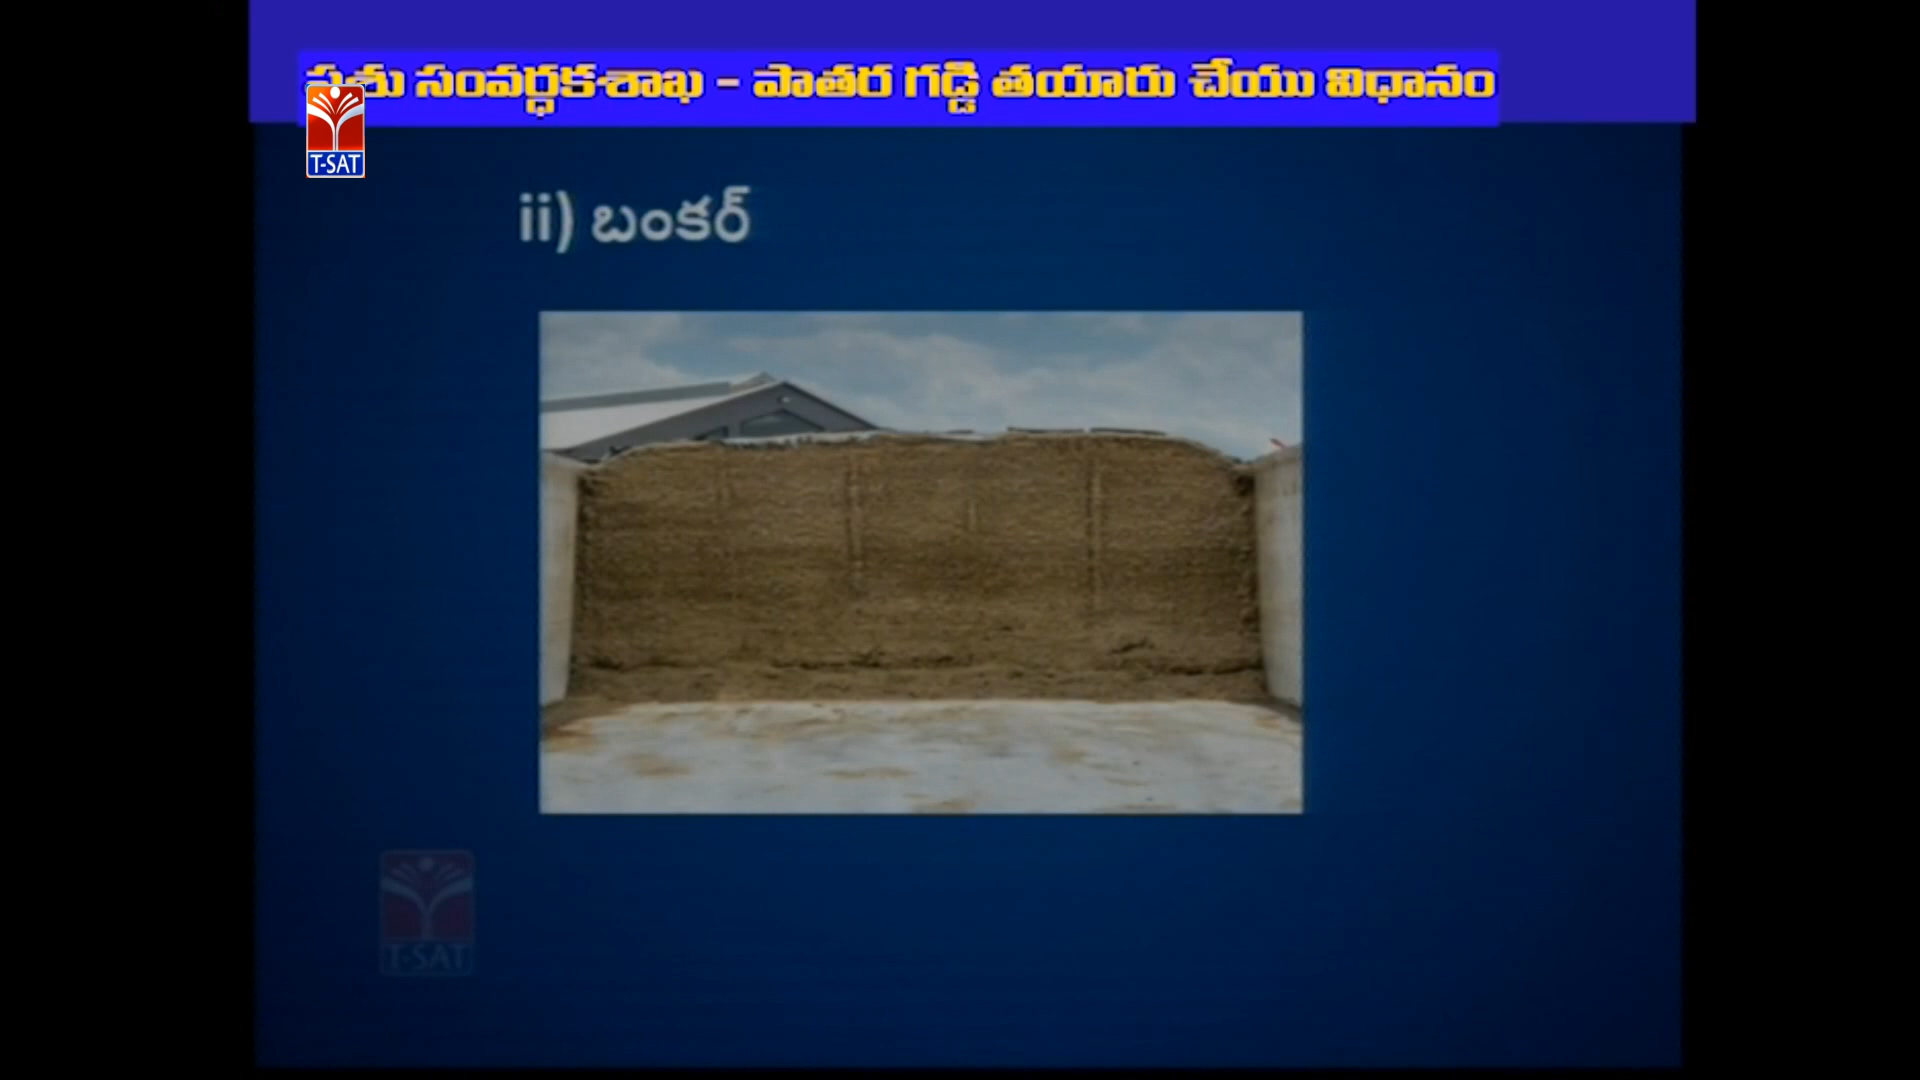 పశు సంవర్ధకశాఖ - పాతర గడ్డి తయారు చేయు విధానం
T-SAT
ii) బంకర్
T-SAT